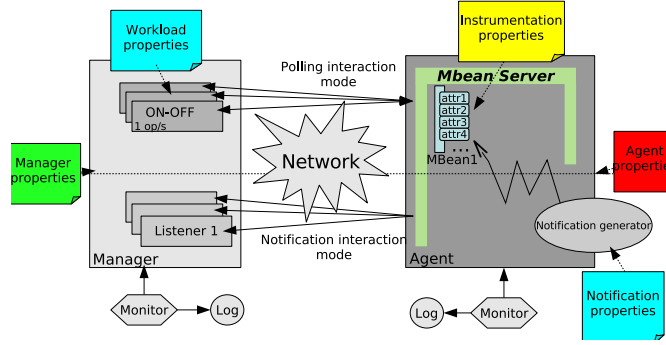 Workload
properties
Instrumentation
properties
Polling interaction
mode
Mbean Server
attr1
attr2
attr3
attr4
...
MBean1
ON-OFF
1 op/s
Network
Manager
properties
Agent
properties
Listener 1
Notification interaction
mode
Notification generator
Manager
Agent
Monitor
Log
Log
Monitor
Notification
properties